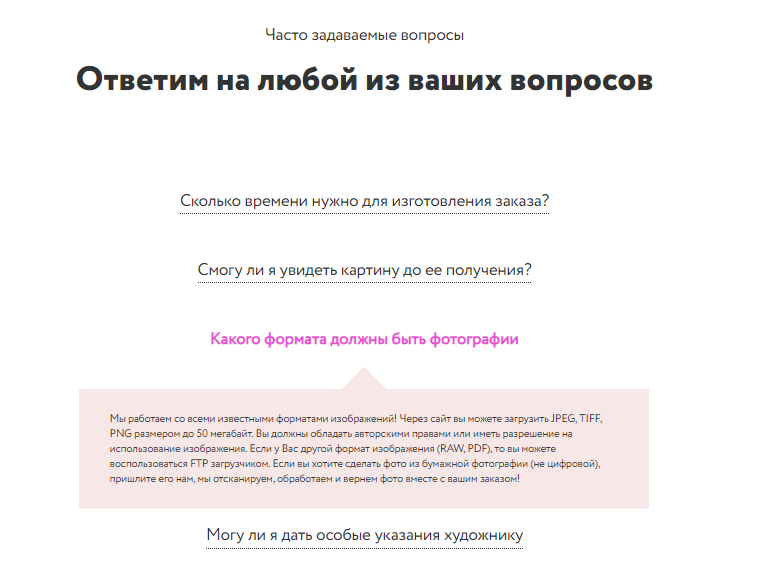 Часто задаваемые вопросы
Ответим на любой из ваших вопросов
Сколько времени нужно для изготовления заказа?
Смогу ли я увидеть картину до ее получения?
Какого формата должны быть фотографии
Мы работаем со всеми известными форматами изображений! Через сайт вы можете загрузить JPEG, TIFF,
PNG размером до 50 мегабайт. Вы должны обладать авторскими правами или иметь разрешение на
использование изображения. Если у Вас другой формат изображения (RAW, PDF), то вы можете
воспользоваться FTP загрузчиком. Если вы хотите сделать фото из бумажной фотографии (не цифровой),
пришлите его нам, мы отсканируем, обработаем и вернем фото вместе с вашим заказом!
Могу ли я дать особые указания художнику